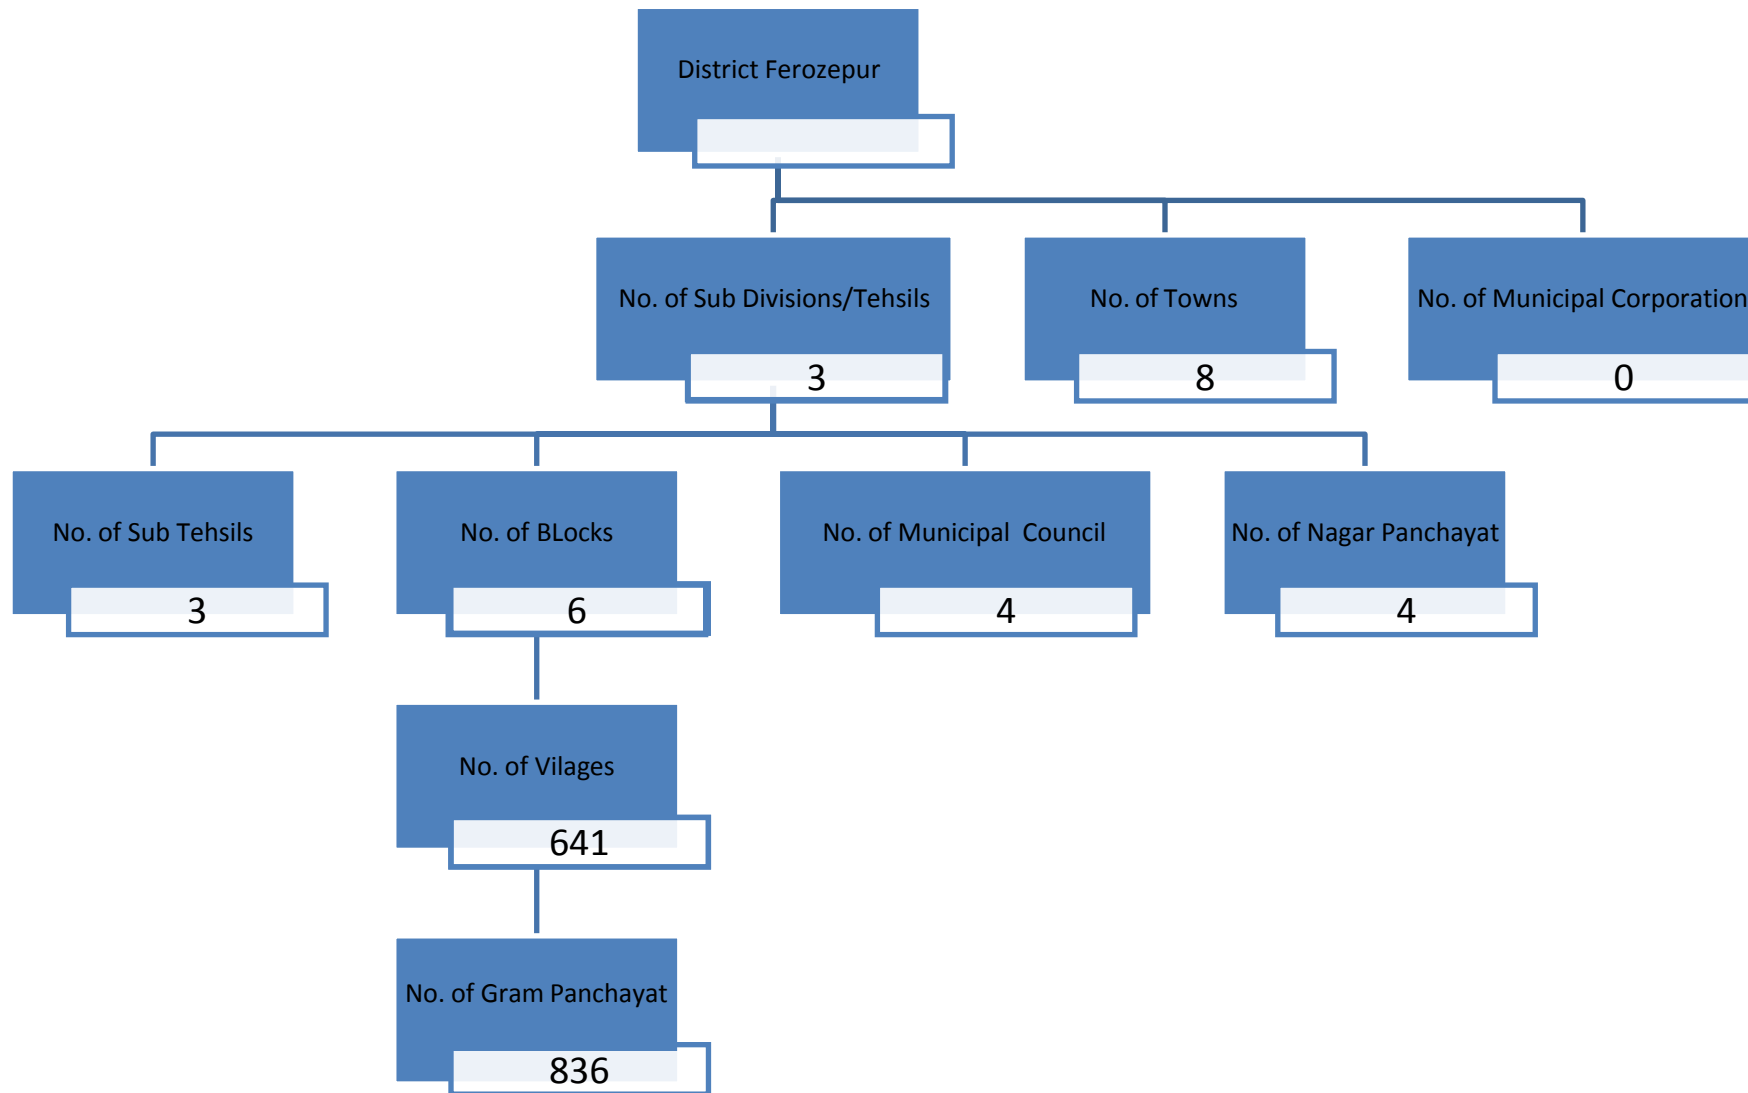 District Ferozepur
No. of Sub Divisions/Tehsils
3
No. of Towns
8
No. of Municipal Corporation
0
No. of Sub Tehsils
3
No. of BLocks
6
No. of Municipal  Council
4
No. of Nagar Panchayat
4
No. of Vilages
641
No. of Gram Panchayat
836